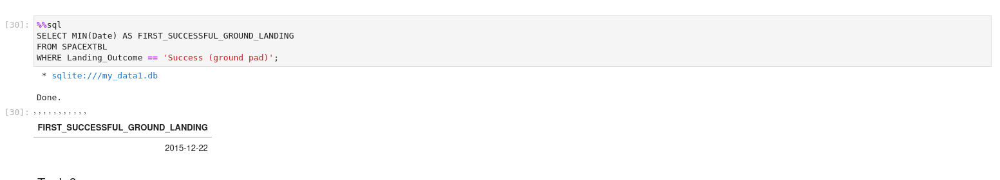 [30]: %%sql
SELECT MIN(Date) AS FIRST_SUCCESSFUL_GROUND_LANDING
FROM SPACEXTBL
WHERE Landing_Outcome == 'Success (ground pad)';
* sqlite:///my_data1.db
Done.
[30]: ,,,,,,,,,,,
FIRST_SUCCESSFUL_GROUND_LANDING
2015-12-22